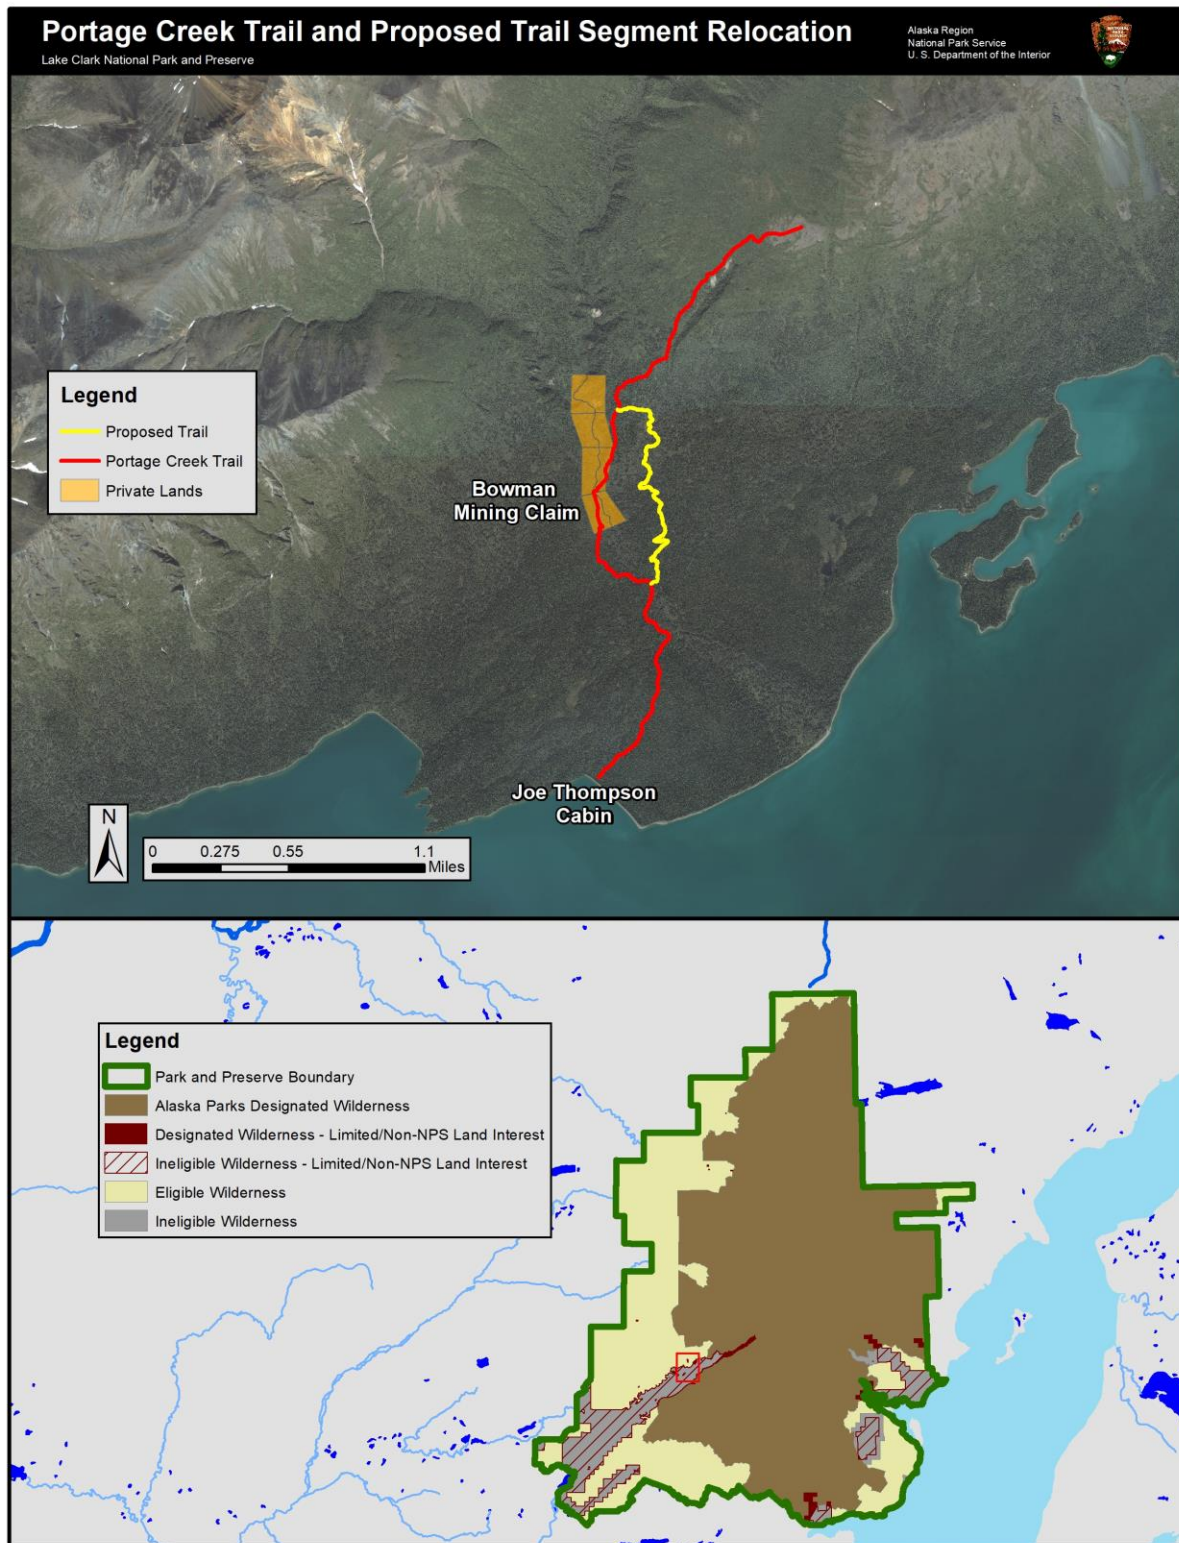 Portage Creek Trail and Proposed Trail Segment Relocation
Lake Clark National Park and Preserve
Alaska Region
National Park Service
U. S. Department of the Interior
Legend
Proposed Trail
Portage Creek Trail
Private Lands
Bowman
Mining Claim
Joe Thompson
Cabin
N
0 0.275 0.55 1.1
Miles
Legend
Park and Preserve Boundary
Alaska Parks Designated Wilderness
Designated Wilderness - Limited/Non-NPS Land Interest
Ineligible Wilderness - Limited/Non-NPS Land Interest
Eligible Wilderness
Ineligible Wilderness